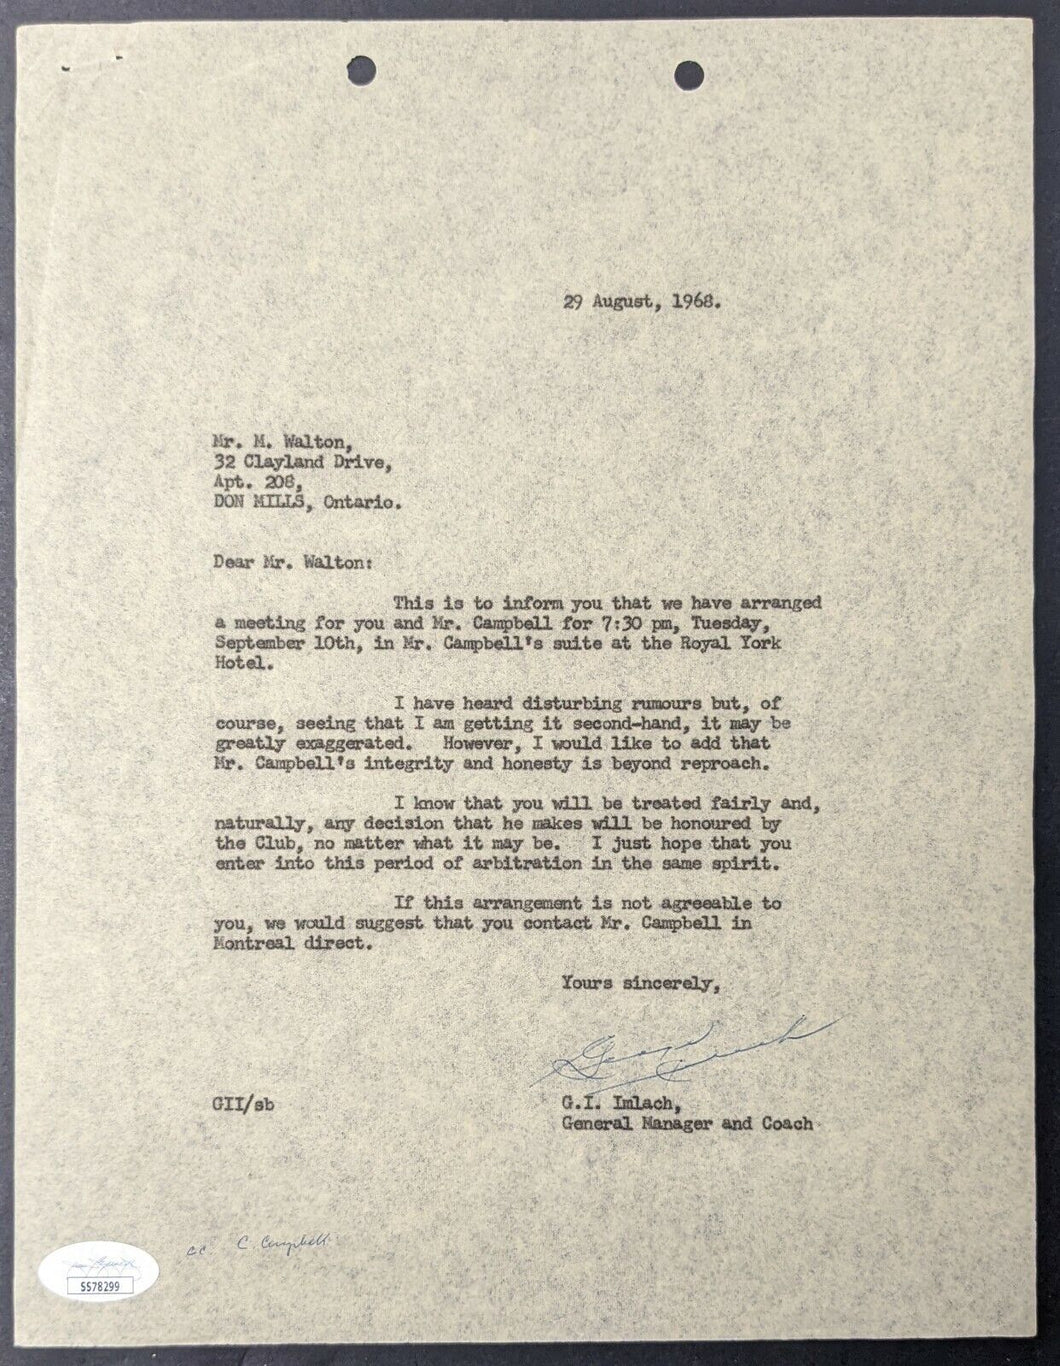 29 August, 1968.
Mr. M. Walton,
32 Clayland Drive,
Apt. 208,
DON MILLS, Ontario.
Dear Mr. Walton:
This is to inform you that we have arranged
a meeting for you and Mr. Campbell for 7:30 pm, Tuesday,
September 10th, in Mr. Campbell's suite at the Royal York
Hotel.
I have heard disturbing rumours but, of
course, seeing that I am getting it second-hand, it may be
greatly exaggerated. However, I would like to add that
Mr. Campbell's integrity and honesty is beyond reproach.
I know that you will be treated fairly and,
naturally, any decision that he makes will be honoured by
the Club, no matter what it may be. I just hope that you
enter into this period of arbitration in the same spirit.
If this arrangement is not agreeable to
you, we would suggest that you contact Mr. Campbell in
Montreal direct.
Yours sincerely,
George Imlach
GII/sb
G.I. Imlach,
General Manager and Coach
cc. C. Campbell
SS78299